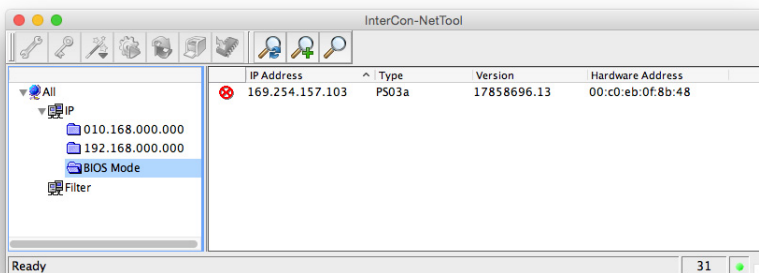 InterCon-NetTool
IP Address Type Version Hardware Address
169.254.157.103 PS03a 17858696.13 00:c0:eb:0f:8b:48
All
IP
010.168.000.000
192.168.000.000
BIOS Mode
Filter
Ready 31